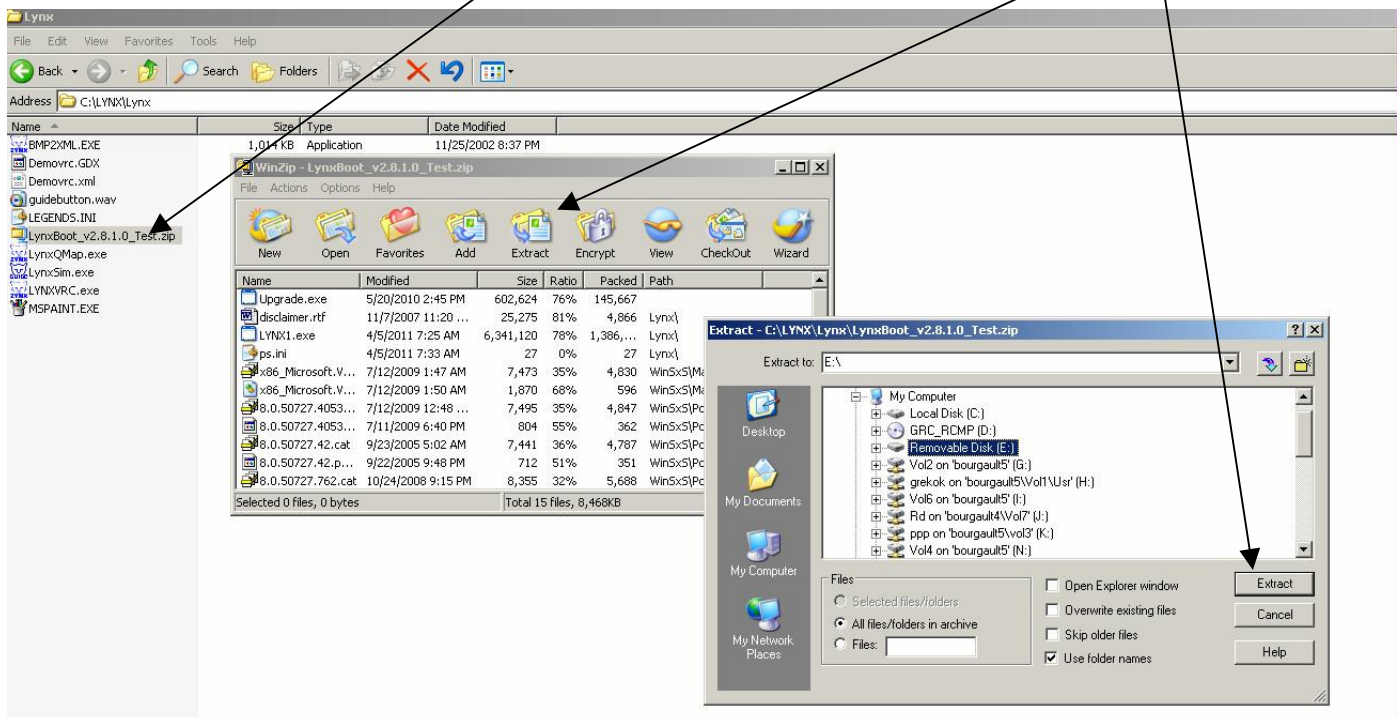 Lynx
File Edit View Favorites Tools Help
Back Search Folders
Address C:\LYNX\Lynx
Name Size Type Date Modified
BMP2XML.EXE 1,014 KB Application 11/25/2002 8:37 PM
Demovrc.GDX
Demovrc.xml
guidebutton.wav
LEGENDS.INI
LynxBoot_v2.8.1.0_Test.zip
LynxQMap.exe
LynxSim.exe
LYNXVRC.exe
MSPAINT.EXE
WinZip - LynxBoot_v2.8.1.0_Test.zip
File Actions Options Help
New Open Favorites Add Extract Encrypt View CheckOut Wizard
Name Modified Size Ratio Packed Path
Upgrade.exe 5/20/2010 2:45 PM 602,624 76% 145,667
disclaimer.rtf 11/7/2007 11:20 ... 25,275 81% 4,866 Lynx\
LYNX1.exe 4/5/2011 7:25 AM 6,341,120 78% 1,386,... Lynx\
ps.ini 4/5/2011 7:33 AM 27 0% 27 Lynx\
x86_Microsoft.V... 7/12/2009 1:47 AM 7,473 35% 4,830 WinSxS\Ma
x86_Microsoft.V... 7/12/2009 1:50 AM 1,870 68% 596 WinSxS\Ma
8.0.50727.4053... 7/12/2009 12:48 ... 7,495 35% 4,847 WinSxS\Po
8.0.50727.4053... 7/11/2009 6:40 PM 804 55% 362 WinSxS\Po
8.0.50727.42.cat 9/23/2005 5:02 AM 7,441 36% 4,787 WinSxS\Po
8.0.50727.42.p... 9/22/2005 9:48 PM 712 51% 351 WinSxS\Po
8.0.50727.762.cat 10/24/2008 9:15 PM 8,355 32% 5,688 WinSxS\Po
Selected 0 files, 0 bytes Total 15 files, 8,468KB
Extract - C:\LYNX\Lynx\LynxBoot_v2.8.1.0_Test.zip
Extract to: E:\
Desktop
My Documents
My Computer
My Network
Places
My Computer
Local Disk (C:)
GRC_RCMP (D:)
Removable Disk (E:)
Vol2 on 'bourgault5' (G:)
grekok on 'bourgault5\Vol1\Usr' (H:)
Vol6 on 'bourgault5' (I:)
Rd on 'bourgault4\Vol7' (J:)
ppp on 'bourgault5\vol3' (K:)
Vol4 on 'bourgault5' (N:)
Files
Selected files/folders
All files/folders in archive
Files:
Open Explorer window
Overwrite existing files
Skip older files
Use folder names
Extract
Cancel
Help